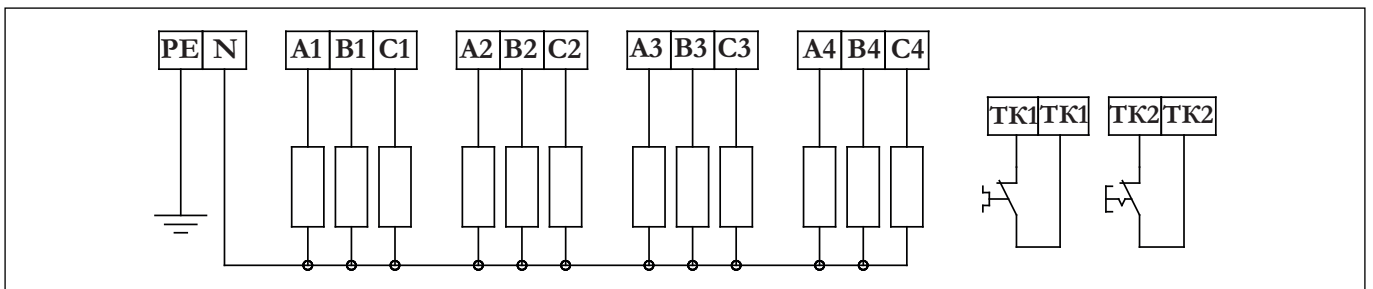 PE N A1 B1 C1 A2 B2 C2 A3 B3 C3 A4 B4 C4
TK1 TK1 TK2 TK2